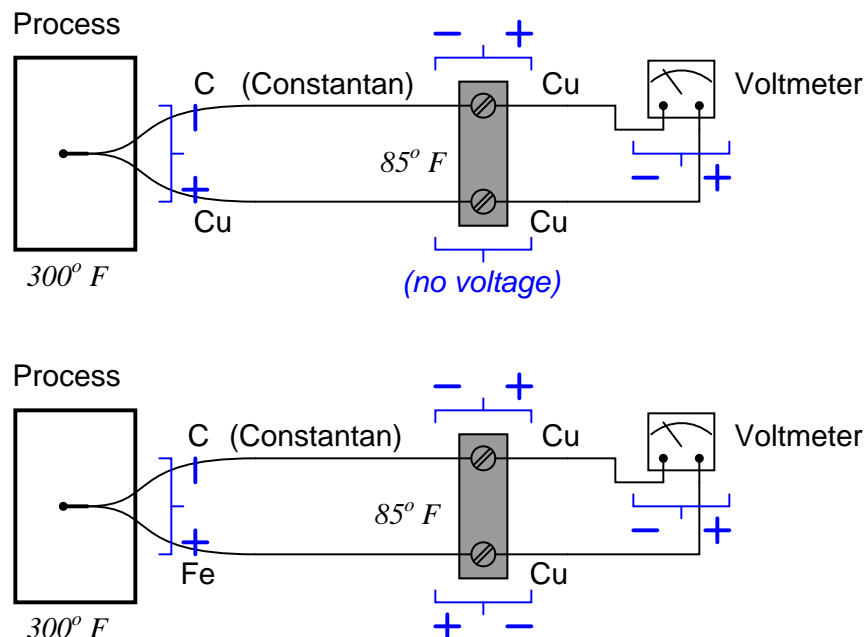 Process
− +
C (Constantan) Cu Voltmeter
85° F
− +
Cu Cu
− +
300° F
(no voltage)
Process
− +
C (Constantan) Cu Voltmeter
85° F
− +
Fe Cu
− +
300° F
+ −